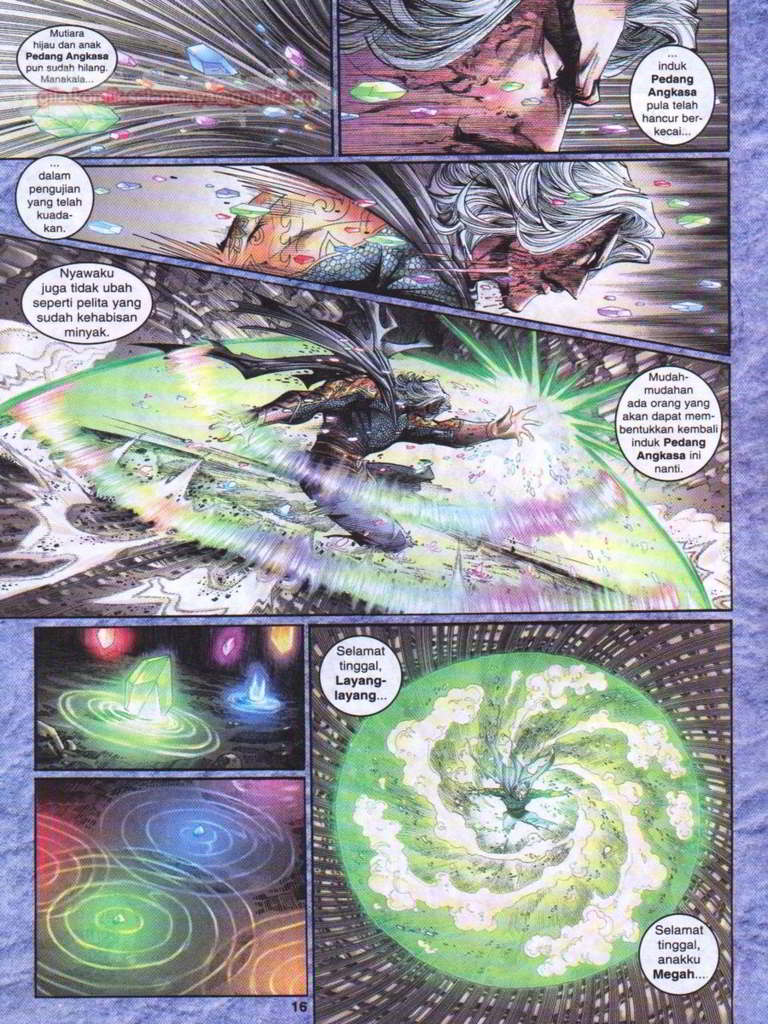 Mutiara
hijau dan anak
Pedang Angkasa
pun sudah hilang.
Manakala...
...
induk
Pedang
Angkasa
pula telah
hancur ber-
kecai...
...
dalam
pengujian
yang telah
kuada-
kan.
Nyawaku
juga tidak ubah
seperti pelita yang
sudah kehabisan
minyak.
Mudah-
mudahan
ada orang yang
akan dapat mem-
bentukkan kembali
induk Pedang
Angkasa ini
nanti.
Selamat
tinggal,
Layang-
layang...
Selamat
tinggal,
anakku
Megah....
16